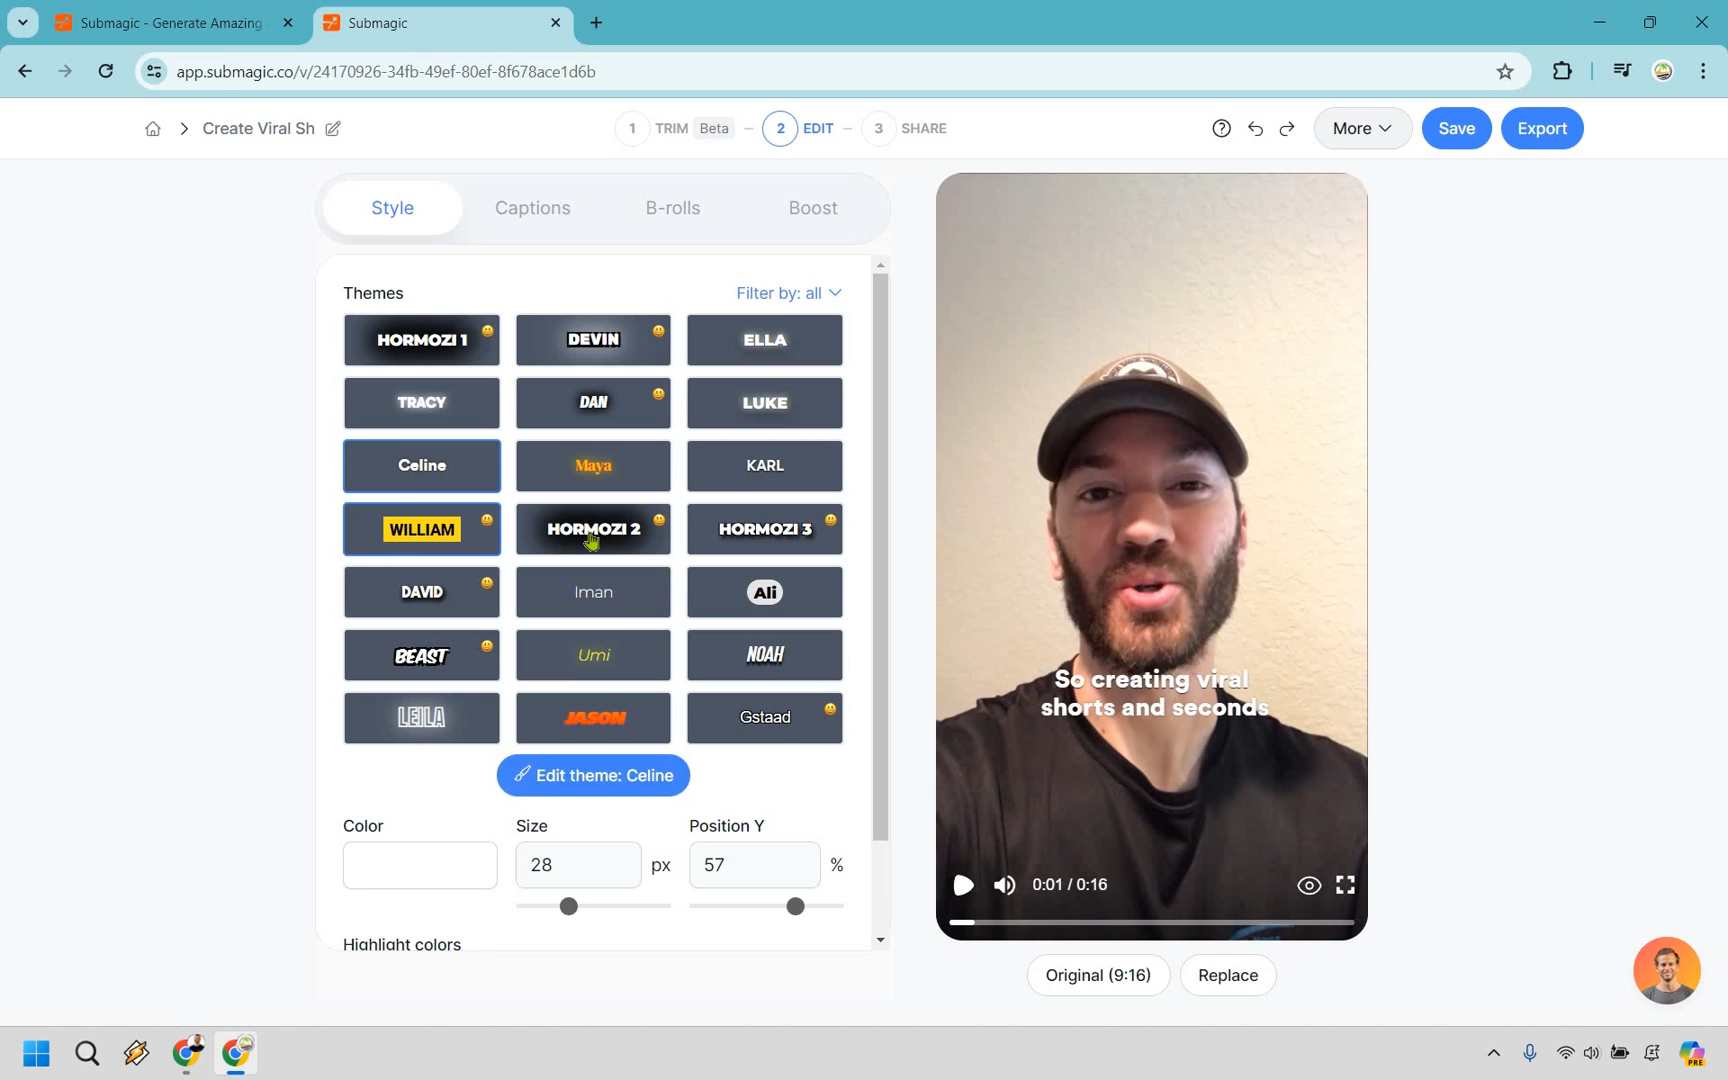 Submagic - Generate Amazing
Submagic
app.submagic.co/v/24170926-34fb-49ef-80ef-8f678ace1d6b
Create Viral Sh
1 TRIM Beta
2 EDIT
3 SHARE
More
Save
Export
Style
Captions
B-rolls
Boost
Themes
Filter by: all
HORMOZI 1
DEVIN
ELLA
TRACY
DAN
LUKE
Celine
Maya
KARL
WILLIAM
HORMOZI 2
HORMOZI 3
DAVID
Iman
Ali
BEAST
Umi
NOAH
LEILA
JASON
Gstaad
Edit theme: Celine
Color
Size
Position Y
28 px
57 %
Highlight colors
So creating viral
shorts and seconds
0:01 / 0:16
Original (9:16)
Replace
PRE